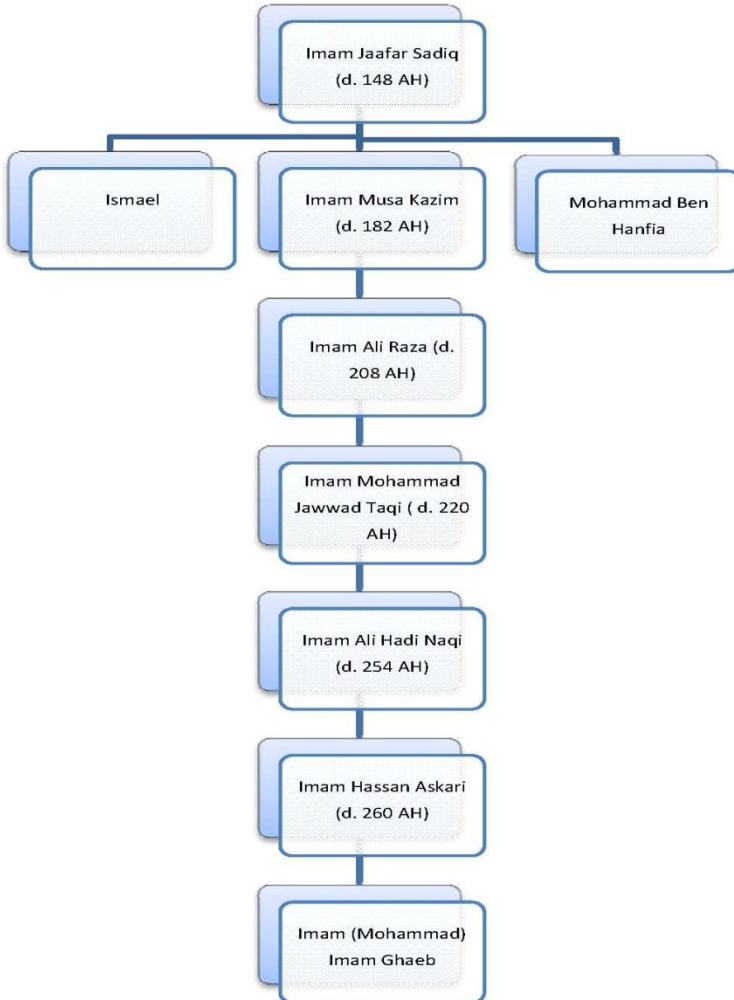 Imam Jaafar Sadiq
(d. 148 AH)
Ismael
Imam Musa Kazim
(d. 182 AH)
Mohammad Ben
Hanfia
Imam Ali Raza (d.
208 AH)
Imam Mohammad
Jawwad Taqi ( d. 220
AH)
Imam Ali Hadi Naqi
(d. 254 AH)
Imam Hassan Askari
(d. 260 AH)
Imam (Mohammad)
Imam Ghaeb